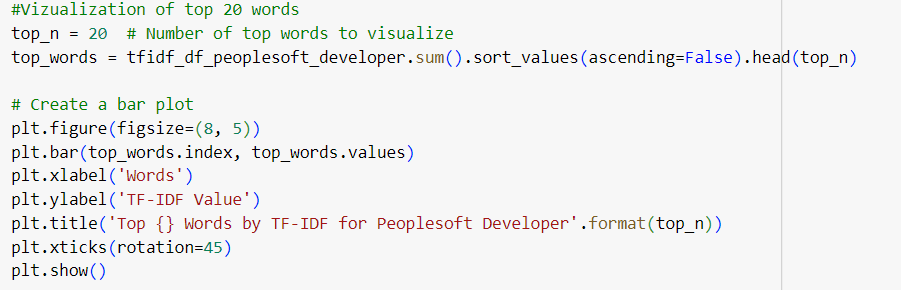 #Vizualization of top 20 words
top_n = 20  # Number of top words to visualize
top_words = tfidf_df_peoplesoft_developer.sum().sort_values(ascending=False).head(top_n)

# Create a bar plot
plt.figure(figsize=(8, 5))
plt.bar(top_words.index, top_words.values)
plt.xlabel('Words')
plt.ylabel('TF-IDF Value')
plt.title('Top {} Words by TF-IDF for Peoplesoft Developer'.format(top_n))
plt.xticks(rotation=45)
plt.show()